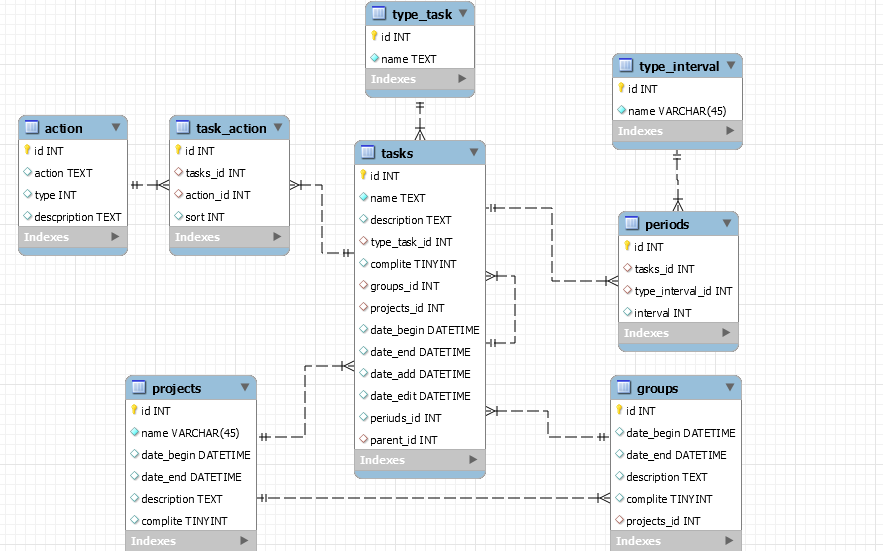 type_task
id INT
name TEXT
Indexes
type_interval
id INT
name VARCHAR(45)
Indexes
action
id INT
action TEXT
type INT
descpription TEXT
Indexes
task_action
id INT
tasks_id INT
action_id INT
sort INT
Indexes
tasks
id INT
name TEXT
description TEXT
type_task_id INT
complite TINYINT
groups_id INT
projects_id INT
date_begin DATETIME
date_end DATETIME
date_add DATETIME
date_edit DATETIME
periuds_id INT
parent_id INT
Indexes
periods
id INT
tasks_id INT
type_interval_id INT
interval INT
Indexes
projects
id INT
name VARCHAR(45)
date_begin DATETIME
date_end DATETIME
description TEXT
complite TINYINT
Indexes
groups
id INT
date_begin DATETIME
date_end DATETIME
description TEXT
complite TINYINT
projects_id INT
Indexes